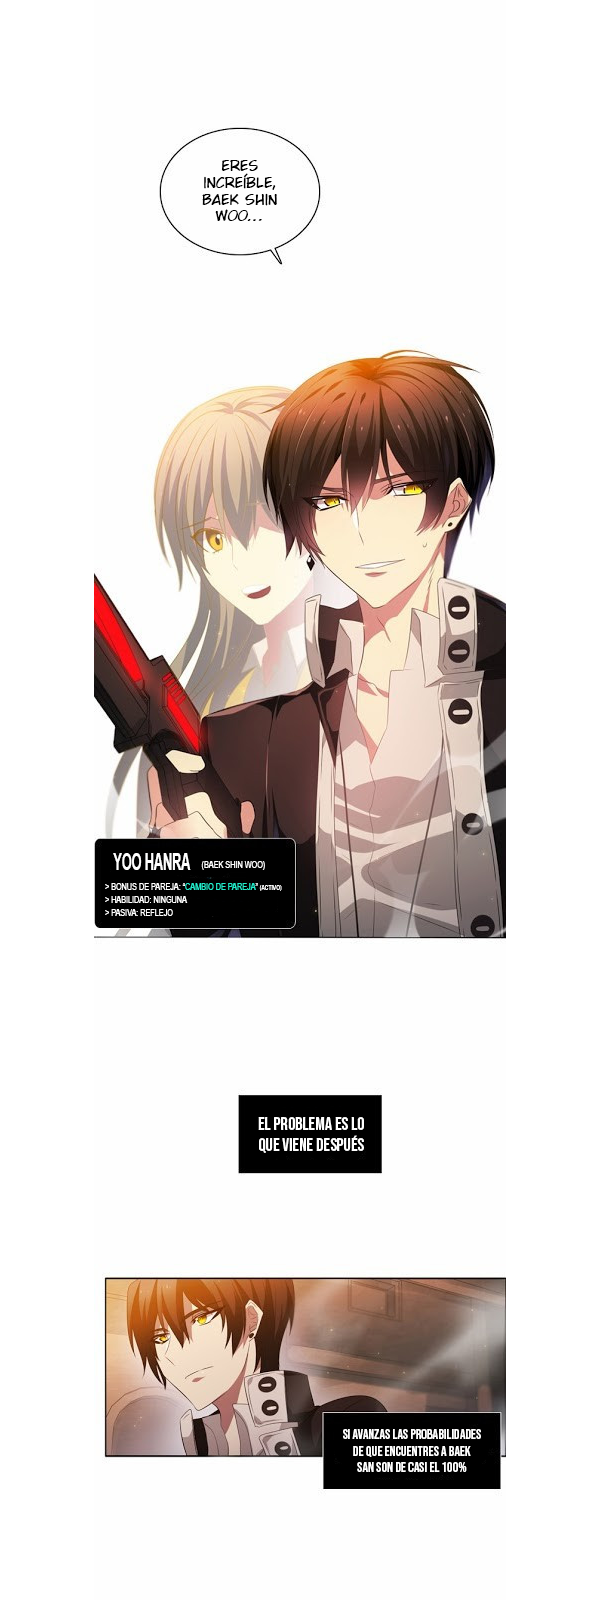 ERES
INCREÍBLE,
BAEK SHIN
WOO...
YOO HANRA (BAEK SHIN WOO)
> BONUS DE PAREJA: "CAMBIO DE PAREJA" (ACTIVO)
> HABILIDAD: NINGUNA
> PASIVA: REFLEJO
EL PROBLEMA ES LO
QUE VIENE DESPUÉS
SI AVANZAS LAS PROBABILIDADES
DE QUE ENCUENTRES A BAEK
SAN SON DE CASI EL 100%